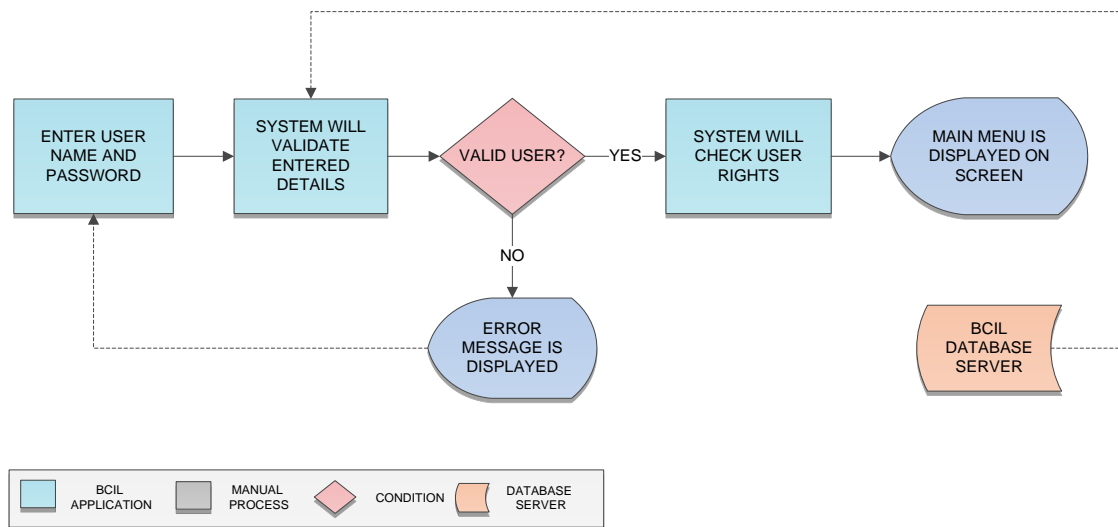 ENTER USER
NAME AND
PASSWORD
SYSTEM WILL
VALIDATE
ENTERED
DETAILS
VALID USER?
YES
SYSTEM WILL
CHECK USER
RIGHTS
MAIN MENU IS
DISPLAYED ON
SCREEN
NO
ERROR
MESSAGE IS
DISPLAYED
BCIL
DATABASE
SERVER
BCIL
APPLICATION
MANUAL
PROCESS
CONDITION
DATABASE
SERVER